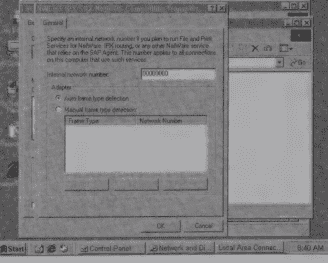 General
Specify an internal network number if you plan to run File and Print
Services for NetWare, IPX routing, or any other NetWare service
that relies on the SAP Agent. This number applies to all connections
on this computer that use such services.
Internal network number:
Adapter
Auto frame type detection
Manual frame type detection
Frame Type Network Number
OK Cancel
Go
Start Control Panel Network and Di... Local Area Connec... 8:40 AM